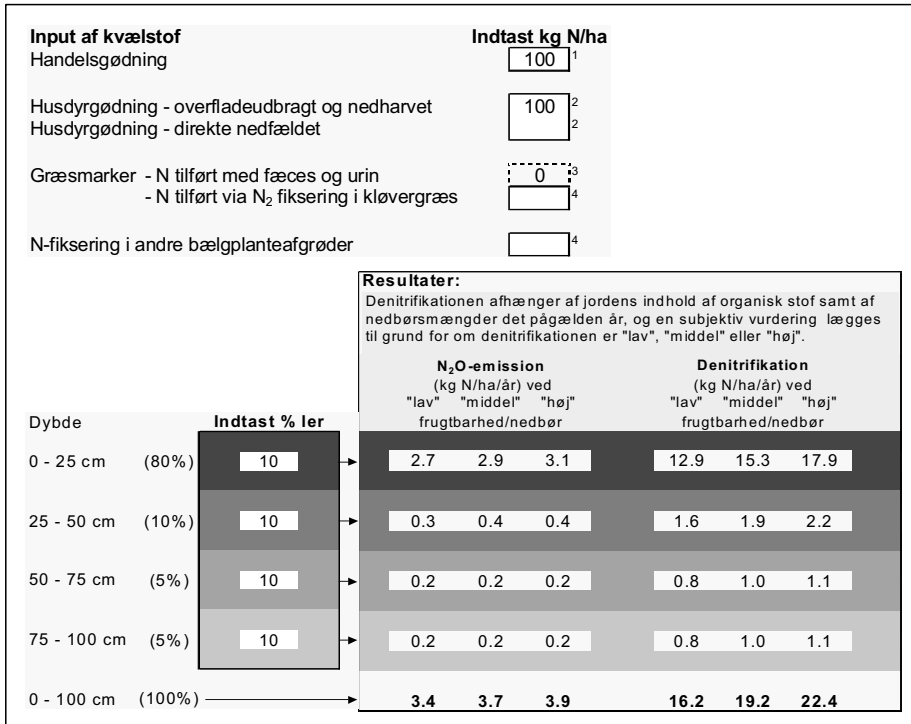 Input af kvælstof Indtast kg N/ha
Handelsgødning 100 1
Husdyrgødning - overfladeudbragt og nedharvet 100 2
Husdyrgødning - direkte nedfældet 2
Græsmarker - N tilført med fæces og urin 0 3
- N tilført via N₂ fiksering i kløvergræs 4
N-fiksering i andre bælgplanteafgrøder 4
Resultater:
Denitrifikationen afhænger af jordens indhold af organisk stof samt af
nedbørsmængder det pågælden år, og en subjektiv vurdering lægges
til grund for om denitrifikationen er "lav", "middel" eller "høj".
N₂O-emission Denitrifikation
(kg N/ha/år) ved (kg N/ha/år) ved
"lav" "middel" "høj" "lav" "middel" "høj"
Dybde Indtast % ler frugtbarhed/nedbør frugtbarhed/nedbør
0 - 25 cm (80%) 10 2.7 2.9 3.1 12.9 15.3 17.9
25 - 50 cm (10%) 10 0.3 0.4 0.4 1.6 1.9 2.2
50 - 75 cm (5%) 10 0.2 0.2 0.2 0.8 1.0 1.1
75 - 100 cm (5%) 10 0.2 0.2 0.2 0.8 1.0 1.1
0 - 100 cm (100%) 3.4 3.7 3.9 16.2 19.2 22.4